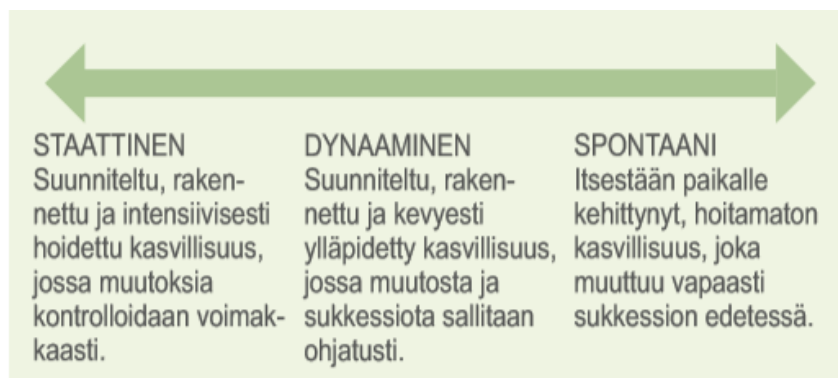 STAATTINEN
Suunniteltu, raken-
nettu ja intensiivisesti
hoidettu kasvillisuus,
jossa muutoksia
kontrolloidaan voimak-
kaasti.
DYNAAMINEN
Suunniteltu, raken-
nettu ja kevyesti
ylläpidetty kasvillisuus,
jossa muutosta ja
sukkessiota sallitaan
ohjatusti.
SPONTAANI
Itsestään paikalle
kehittynyt, hoitamaton
kasvillisuus, joka
muuttuu vapaasti
sukkession edetessä.